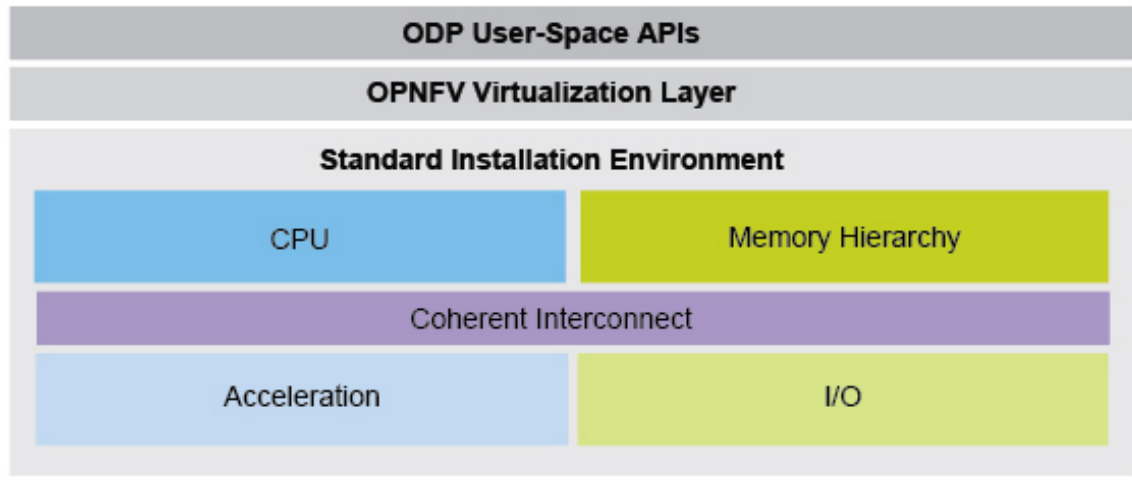 ODP User-Space APIs
OPNFV Virtualization Layer
Standard Installation Environment
CPU
Memory Hierarchy
Coherent Interconnect
Acceleration
I/O